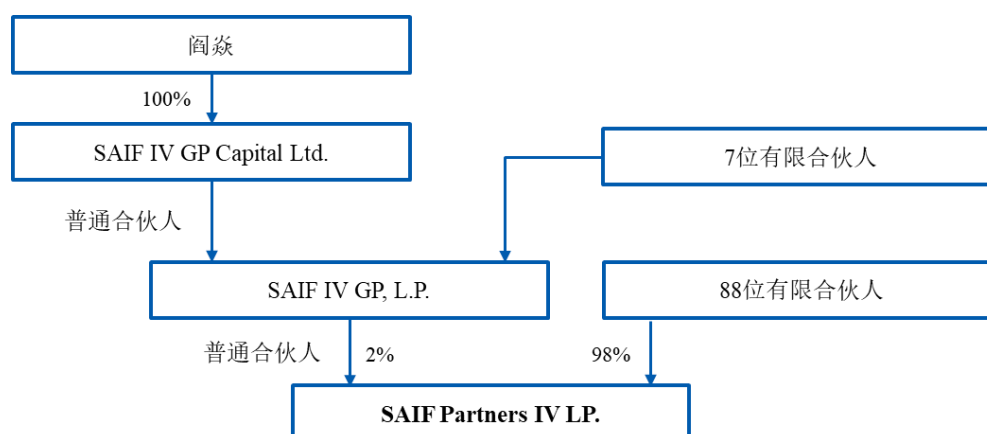 阎焱
100%
SAIF IV GP Capital Ltd.
7位有限合伙人
普通合伙人
SAIF IV GP, L.P.
88位有限合伙人
普通合伙人
2%
98%
SAIF Partners IV LP.